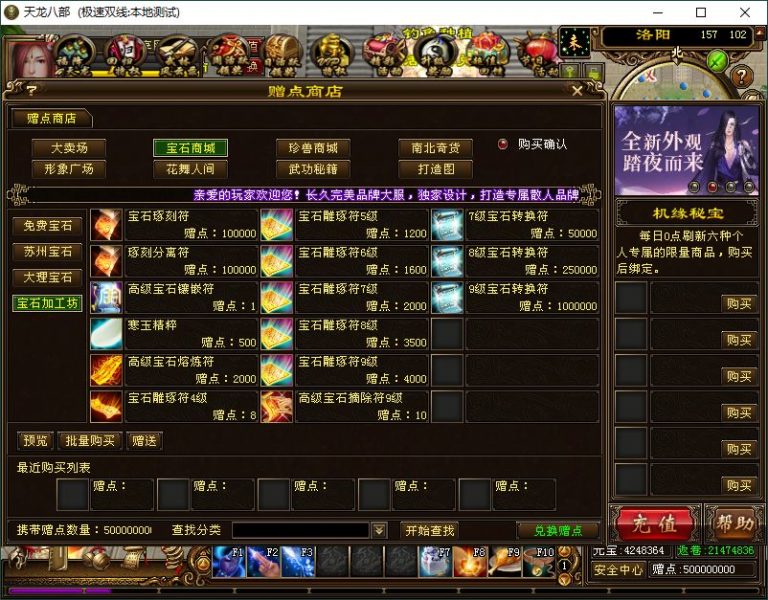 天龙八部 (极速双线:本地测试)
洛阳 157 102
北
?
赠点商店
赠点商店
大卖场 宝石商城 珍兽商城 南北奇货 购买确认
形象广场 花舞人间 武功秘籍 打造图
亲爱的玩家欢迎您！长久完美品牌大服，独家设计，打造专属散人品牌
免费宝石
苏州宝石
大理宝石
宝石加工坊
宝石琢刻符 赠点：100000
宝石雕琢符5级 赠点：1200
7级宝石转换符 赠点：50000
琢刻分离符 赠点：100000
宝石雕琢符6级 赠点：1600
8级宝石转换符 赠点：250000
高级宝石镶嵌符 赠点：1
宝石雕琢符7级 赠点：2000
9级宝石转换符 赠点：1000000
寒玉精粹 赠点：500
宝石雕琢符8级 赠点：3500
高级宝石熔炼符 赠点：2000
宝石雕琢符9级 赠点：4000
宝石雕琢符4级 赠点：8
高级宝石摘除符9级 赠点：10
预览 批量购买 赠送
最近购买列表
赠点： 赠点： 赠点： 赠点： 赠点：
携带赠点数量：50000000 查找分类 开始查找 兑换赠点
全新外观
踏夜而来
机缘秘宝
每日0点刷新六种个
人专属的限量商品，购买
后绑定。
购买
购买
购买
购买
购买
购买
充值 帮助
F1 F2 F3 F7 F8 F9 F10
1
元宝:4248364 返卷:21474836
安全中心 赠点:500000000